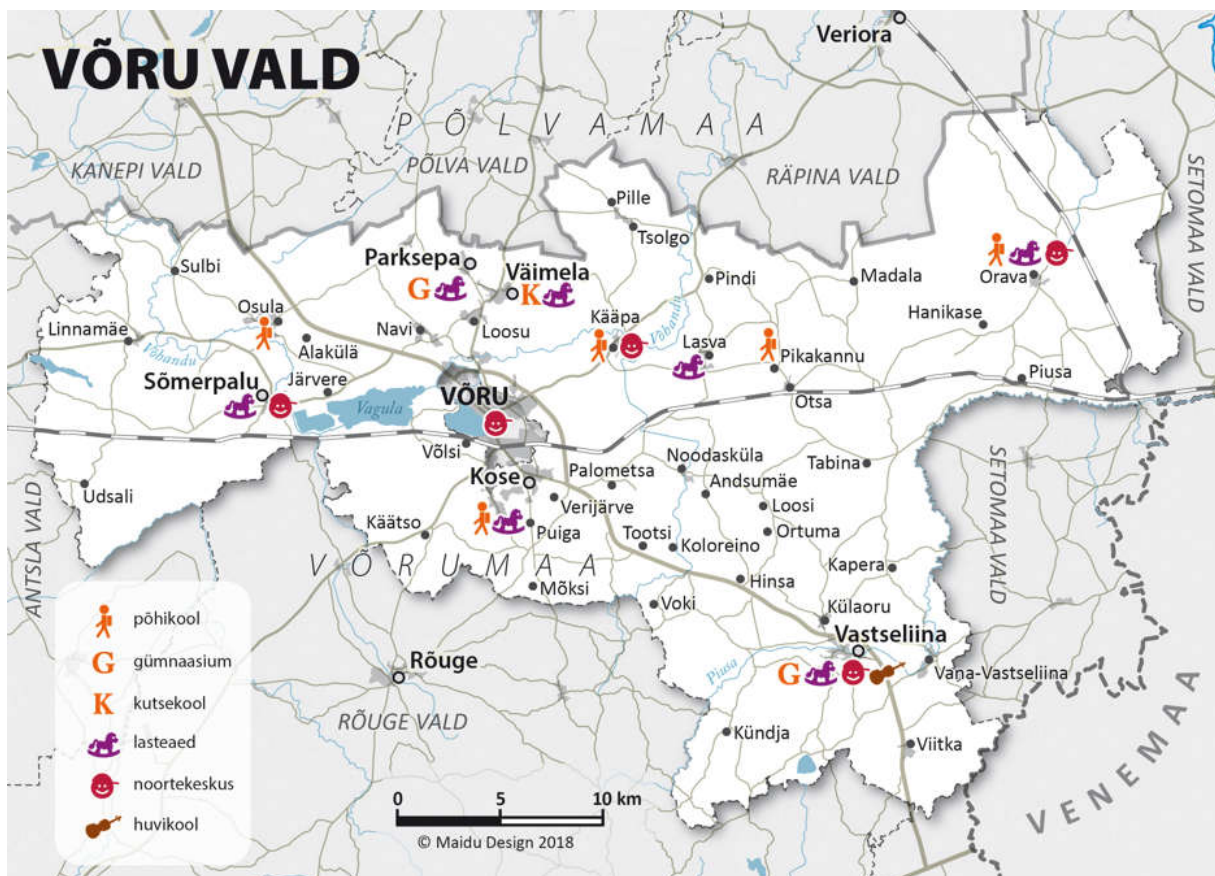 VÕRU VALD
Veriora
PÕLVAMAA
KANEPI VALD
PÕLVA VALD
RÄPINA VALD
SETOMAA VALD
Pille
Tsolgo
Parksepa
Väimela
G
K
Sulbi
Pindi
Madala
Orava
Osula
Navi
Loosu
Kääpa
Võhandu
Hanikase
Linnamäe
Võhandu
Alakülä
Lasva
Pikakannu
Sõmerpalu
Järvere
Vagula
VÕRU
Otsa
Piusa
Võlsi
Kose
Palometsa
Noodasküla
Tabina
SETOMAA VALD
Udsali
Verijärve
Andsumäe
Loosi
ANTSLA VALD
Käätso
Puiga
Tootsi
Koloreino
Ortuma
VÕRUMAA
Mõksi
Hinsa
Kapera
Voki
Külaoru
Vastseliina
Rõuge
Piusa
G
Vana-Vastseliina
RÕUGE VALD
Kündja
Viitka
VENEMAA
põhikool
G gümnaasium
K kutsekool
lasteaed
noortekeskus
huvikool
0 5 10 km
© Maidu Design 2018